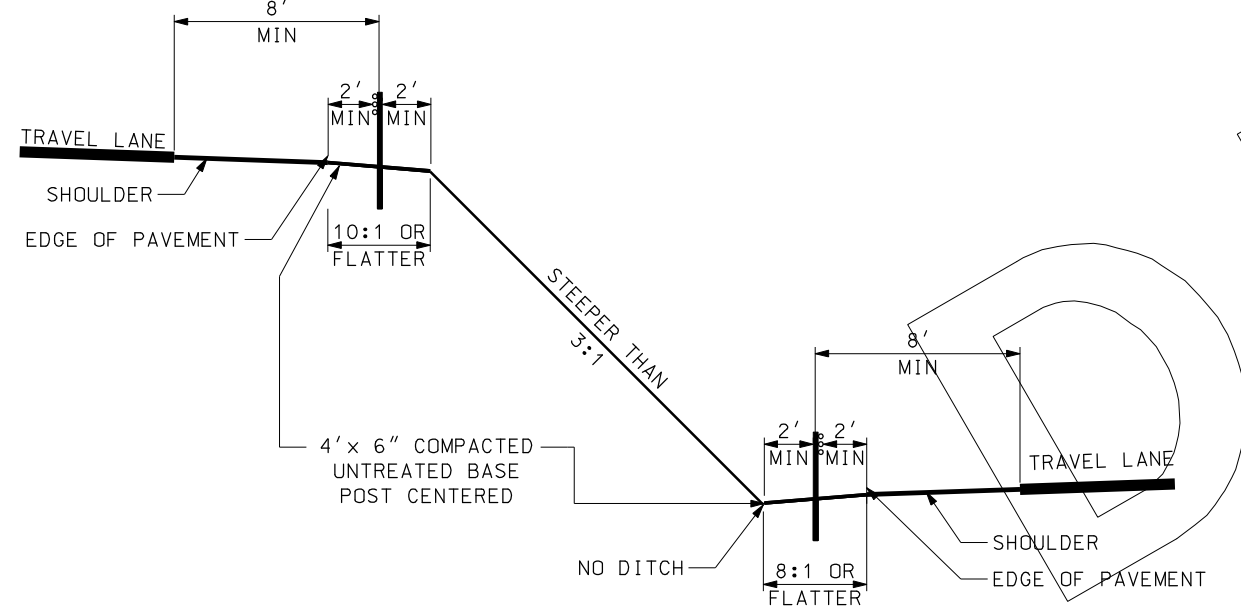 8'
MIN
2' 2'
MIN MIN
TRAVEL LANE
SHOULDER
EDGE OF PAVEMENT
10:1 OR
FLATTER
STEEPER THAN
3:1
8'
MIN
4' x 6" COMPACTED
UNTREATED BASE
POST CENTERED
2' 2'
MIN MIN
TRAVEL LANE
NO DITCH
8:1 OR
FLATTER
SHOULDER
EDGE OF PAVEMENT